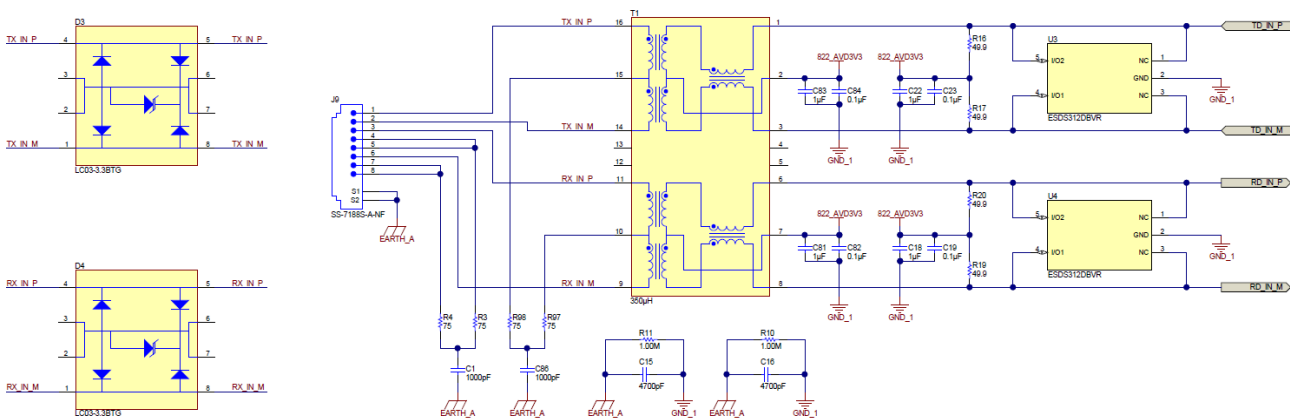 D3
TX_IN_P 4 5 TX_IN_P
3 6
2 7
TX_IN_M 1 8 TX_IN_M
LC03-3.3BTG
D4
RX_IN_P 4 5 RX_IN_P
3 6
2 7
RX_IN_M 1 8 RX_IN_M
LC03-3.3BTG
J9
1
2
3
4
5
6
7
8
S1
S2
SS-7188S-A-NF
EARTH_A
T1
TX_IN_P 16 1
15 2
TX_IN_M 14 3
13 4
12 5
RX_IN_P 11 6
10 7
RX_IN_M 9 8
350µH
822_AVD3V3 822_AVD3V3
C83 1µF
C84 0.1µF
C22 1µF
C23 0.1µF
GND_1 GND_1
R16 49.9
R17 49.9
U3
5 I/O2 NC 1
GND 2
4 I/O1 NC 3
ESDS312DBVR
GND_1
TD_IN_P
TD_IN_M
822_AVD3V3 822_AVD3V3
C81 1µF
C82 0.1µF
C18 1µF
C19 0.1µF
GND_1 GND_1
R20 49.9
R19 49.9
U4
5 I/O2 NC 1
GND 2
4 I/O1 NC 3
ESDS312DBVR
GND_1
RD_IN_P
RD_IN_M
R4 75
R3 75
R98 75
R97 75
C1 1000pF
C86 1000pF
EARTH_A EARTH_A
R11
1.00M
C15
4700pF
EARTH_A GND_1
R10
1.00M
C16
4700pF
EARTH_A GND_1